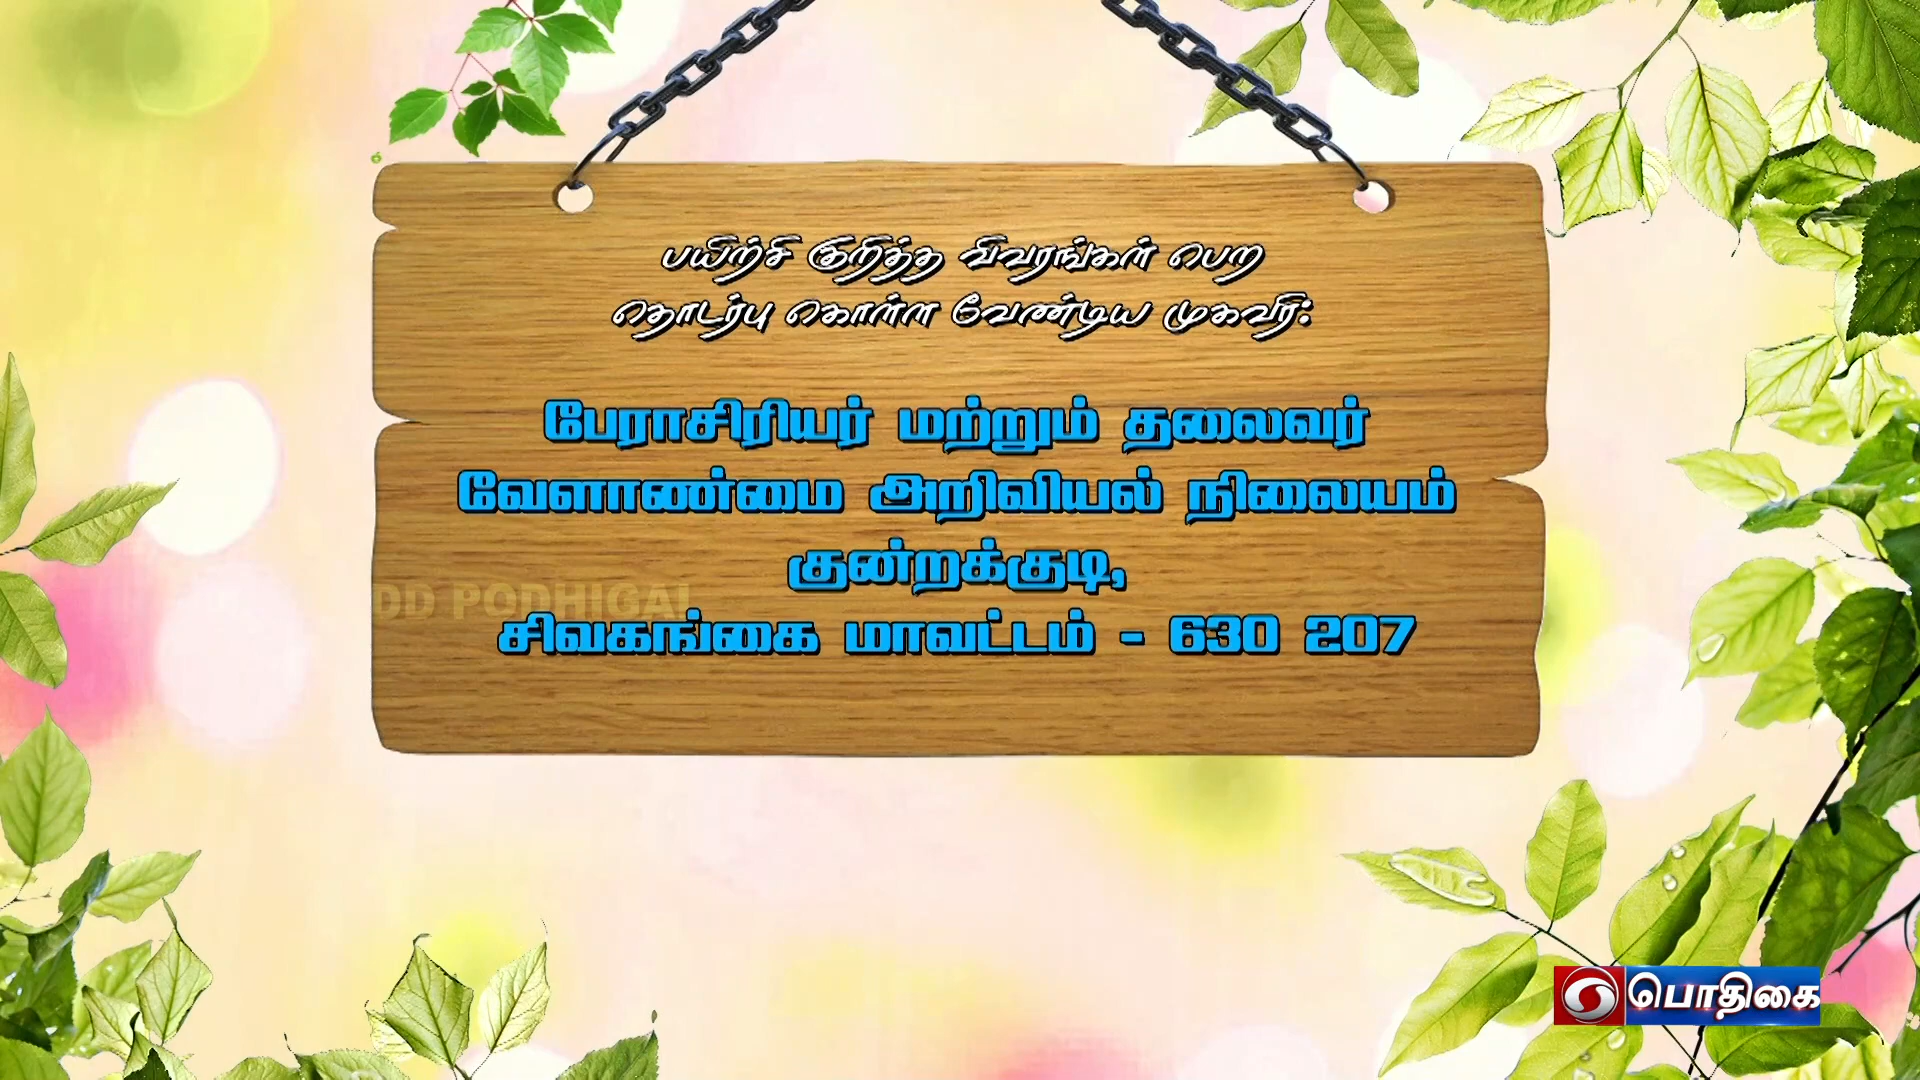 பயிற்சி குறித்த விவரங்கள் பெற
தொடர்பு கொள்ள வேண்டிய முகவரி:
பேராசிரியர் மற்றும் தலைவர்
வேளாண்மை அறிவியல் நிலையம்
குன்றக்குடி,
DD PODHIGAI
சிவகங்கை மாவட்டம் - 630 207
பொதிகை